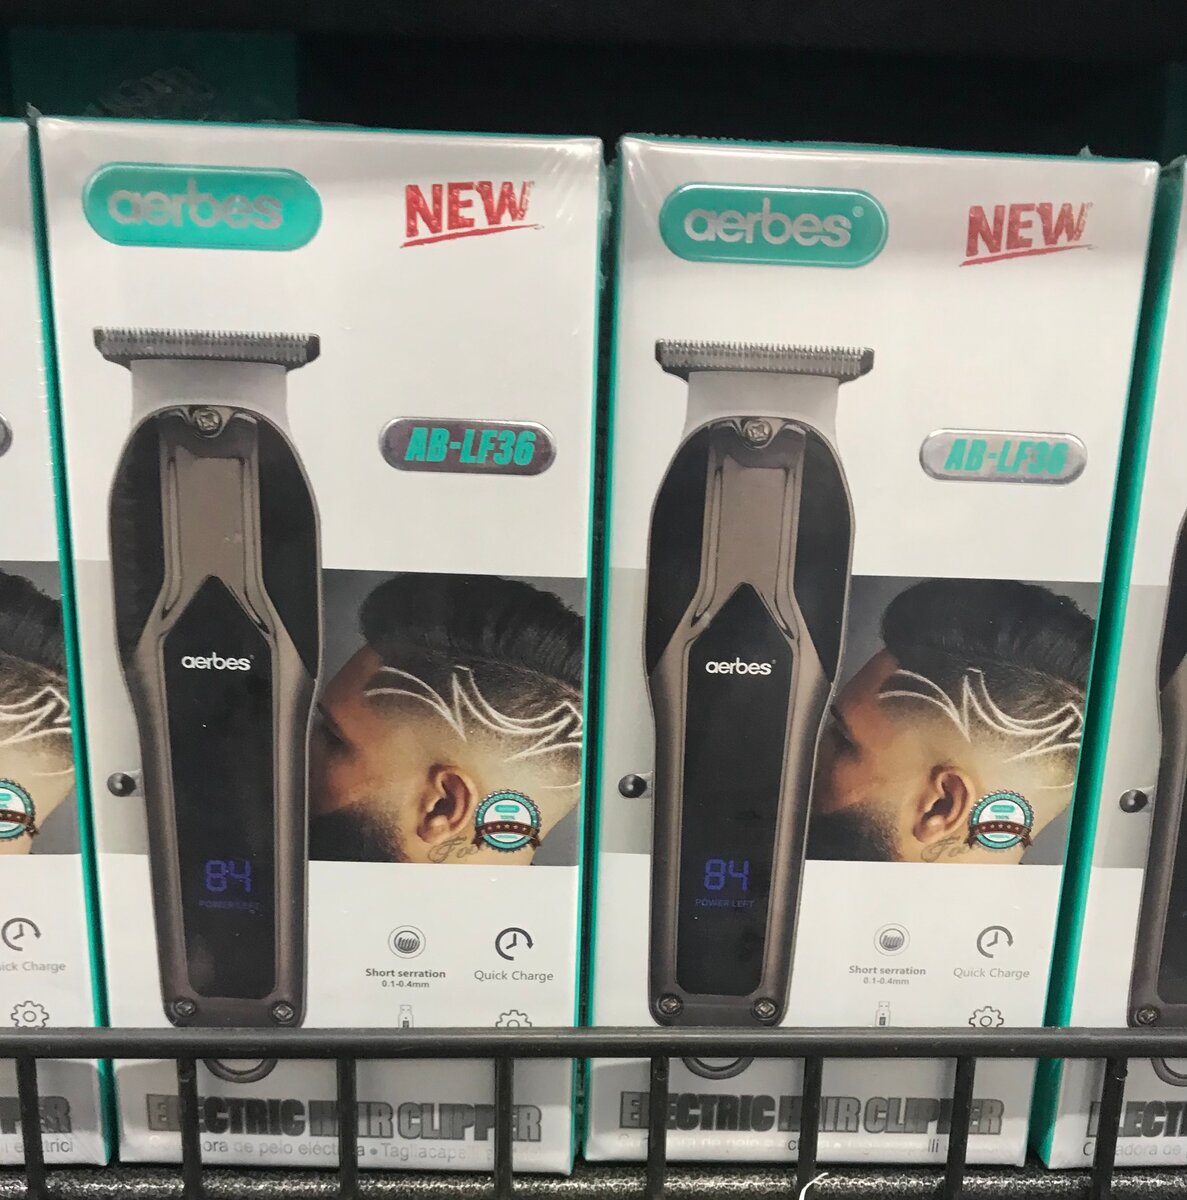 aerbes®
NEW
AB-LF36
aerbes®
84
POWER LEFT
100%
Short serration
0.1-0.4mm
Quick Charge
ELECTRIC HAIR CLIPPER
aerbes®
NEW
AB-LF36
aerbes®
84
POWER LEFT
100%
Short serration
0.1-0.4mm
Quick Charge
ELECTRIC HAIR CLIPPER